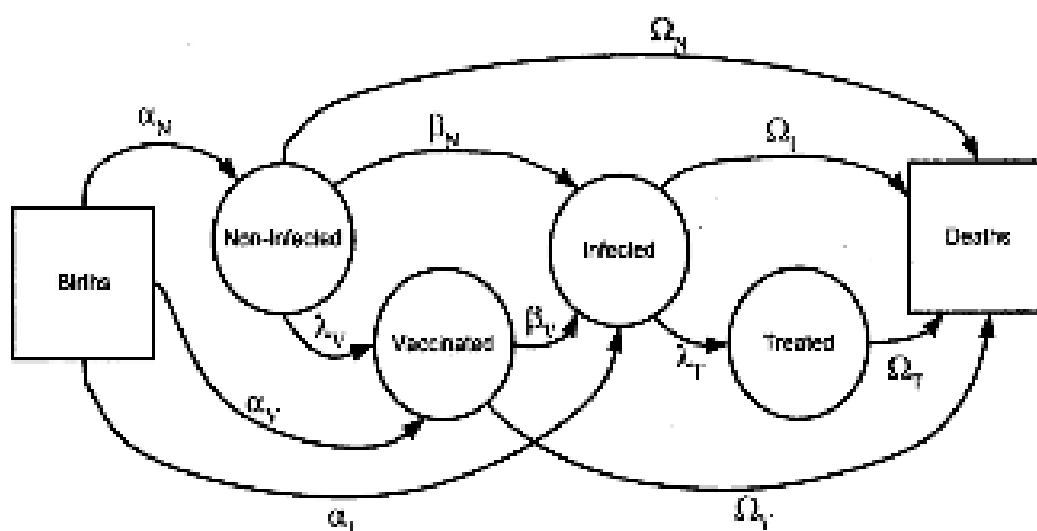 Ω_N
α_N
β_N
Ω_I
Non-Infected
Infected
Deaths
Births
λ_V
Vaccinated
β_V
λ_T
Treated
Ω_T
α_V
α_I
Ω_V